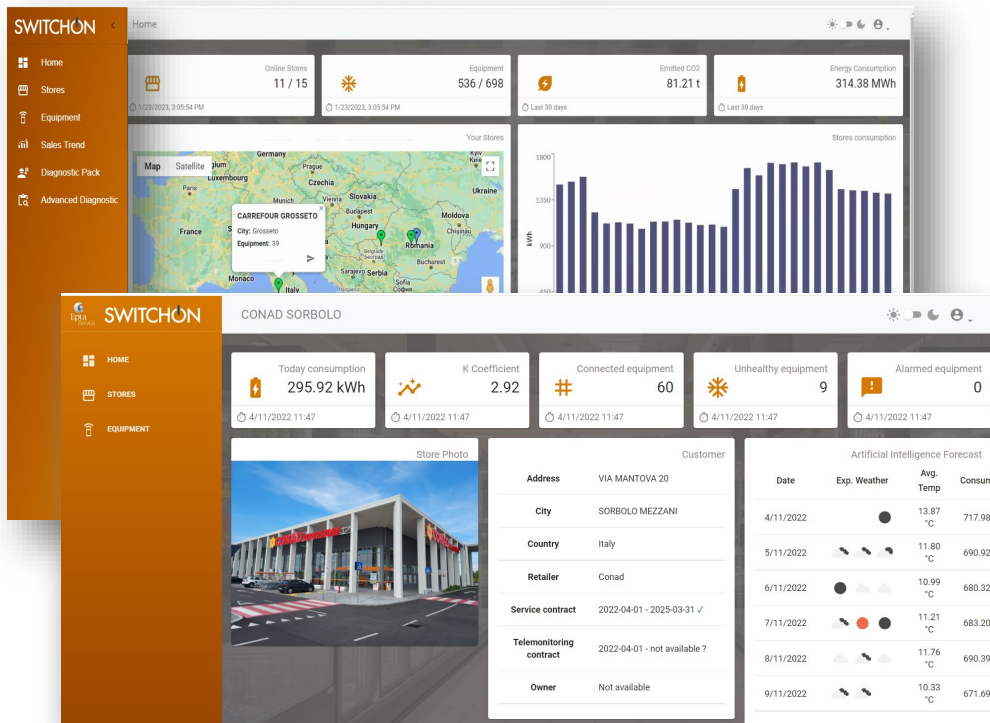 SWITCHON
Home
Stores
Equipment
Sales Trend
Diagnostic Pack
Advanced Diagnostic
Home
Online Stores
11 / 15
1/23/2023, 3:05:54 PM
Equipment
536 / 698
1/23/2023, 3:05:54 PM
Emitted CO2
81.21 t
Last 30 days
Energy Consumption
314.38 MWh
Last 30 days
Your Stores
Map Satellite
Germany
Prague
Luxembourg
Paris
Czechia
Ukraine
Munich
Vienna
Slovakia
Budapest
Moldova
France
Hungary
Chișinău
Romania
Belgrade
Београд
Bucharest
Monaco
Sarajevo
Serbia
Sofia
София
Italy
CARREFOUR GROSSETO
City: Grosseto
Equipment: 39
Stores consumption
kWh
1800
1350
900
450
Epta
Service
SWITCHON
HOME
STORES
EQUIPMENT
CONAD SORBOLO
Today consumption
295.92 kWh
4/11/2022 11:47
K Coefficient
2.92
4/11/2022 11:47
Connected equipment
60
4/11/2022 11:47
Unhealthy equipment
9
4/11/2022 11:47
Alarmed equipment
0
4/11/2022 11:47
Store Photo
CONAD
Customer
Address VIA MANTOVA 20
City SORBOLO MEZZANI
Country Italy
Retailer Conad
Service contract 2022-04-01 - 2025-03-31 ✓
Telemonitoring
contract 2022-04-01 - not available ?
Owner Not available
Artificial Intelligence Forecast
Date Exp. Weather Avg. Temp Consum
4/11/2022 13.87 °C 717.98
5/11/2022 11.80 °C 690.92
6/11/2022 10.99 °C 680.32
7/11/2022 11.21 °C 683.20
8/11/2022 11.76 °C 690.39
9/11/2022 10.33 °C 671.69